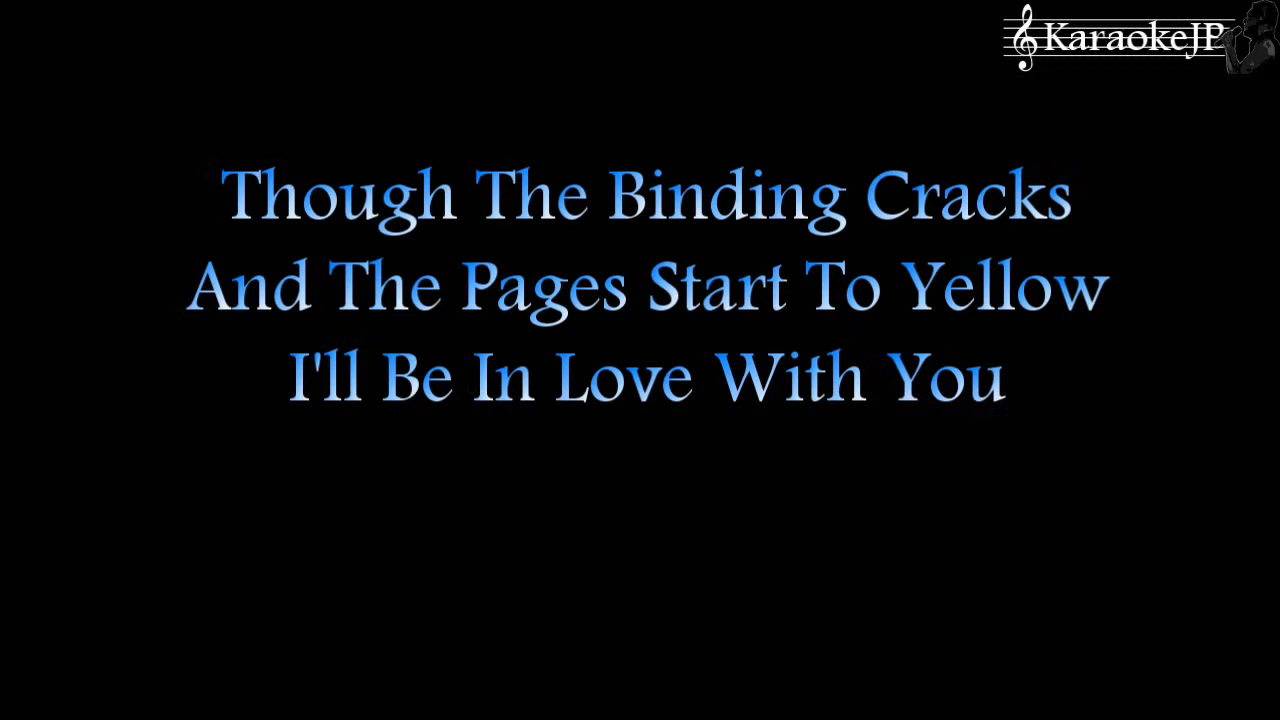 KaraokeJP
Though The Binding Cracks
And The Pages Start To Yellow
I'll Be In Love With You